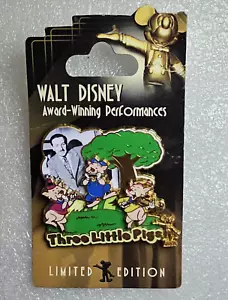 WALT DISNEY
Award-Winning Performances
Three Little Pigs
LIMITED EDITION